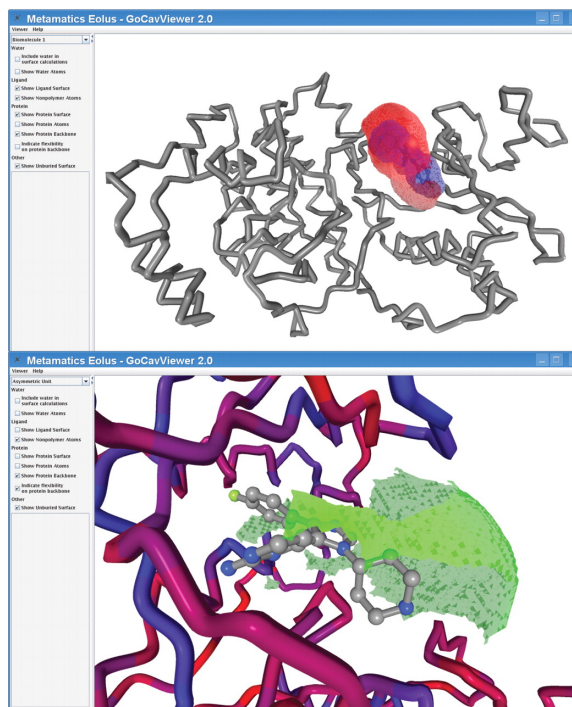 Metamatics Eolus - GoCavViewer 2.0
Viewer Help
Biomolecule 1
Water
Include water in
surface calculations
Show Water Atoms
Ligand
Show Ligand Surface
Show Nonpolymer Atoms
Protein
Show Protein Surface
Show Protein Atoms
Show Protein Backbone
Indicate flexibility
on protein backbone
Other
Show Unburied Surface
Metamatics Eolus - GoCavViewer 2.0
Viewer Help
Asymmetric Unit
Water
Include water in
surface calculations
Show Water Atoms
Ligand
Show Ligand Surface
Show Nonpolymer Atoms
Protein
Show Protein Surface
Show Protein Atoms
Show Protein Backbone
Indicate flexibility
on protein backbone
Other
Show Unburied Surface